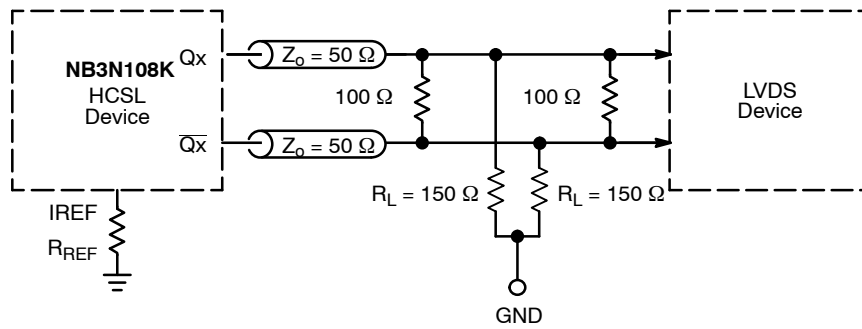 NB3N108K
HCSL
Device
Qx
Q̅x̅
Zo = 50 Ω
Zo = 50 Ω
100 Ω
100 Ω
LVDS
Device
RL = 150 Ω
RL = 150 Ω
IREF
RREF
GND